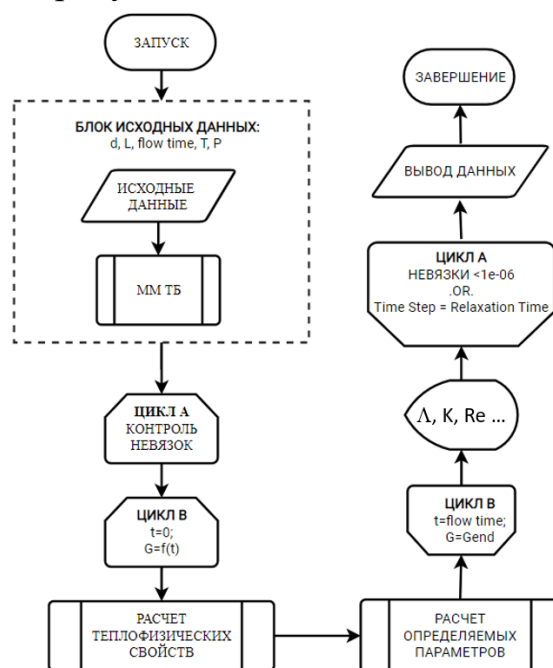 ЗАПУСК
БЛОК ИСХОДНЫХ ДАННЫХ:
d, L, flow time, T, P
ИСХОДНЫЕ
ДАННЫЕ
ММ ТБ
ЦИКЛ А
КОНТРОЛЬ
НЕВЯЗОК
ЦИКЛ В
t=0;
G=f(t)
РАСЧЕТ
ТЕПЛОФИЗИЧЕСКИХ
СВОЙСТВ
РАСЧЕТ
ОПРЕДЕЛЯЕМЫХ
ПАРАМЕТРОВ
ЦИКЛ В
t=flow time;
G=Gend
Λ, K, Re ...
ЦИКЛ А
НЕВЯЗКИ <1e-06
.OR.
Time Step = Relaxation Time
ВЫВОД ДАННЫХ
ЗАВЕРШЕНИЕ